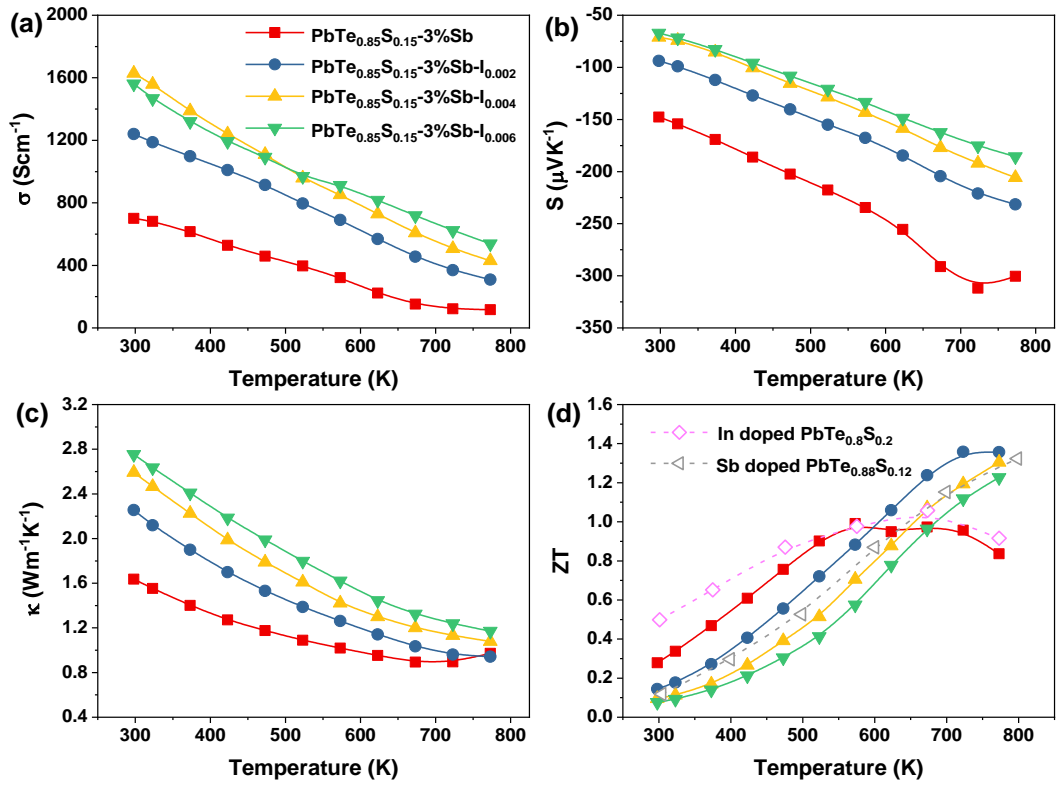 (a)
PbTe0.85S0.15-3%Sb
PbTe0.85S0.15-3%Sb-I0.002
PbTe0.85S0.15-3%Sb-I0.004
PbTe0.85S0.15-3%Sb-I0.006
σ (Scm⁻¹)
2000
1600
1200
800
400
0
300 400 500 600 700 800
Temperature (K)
(b)
S (μVK⁻¹)
-50
-100
-150
-200
-250
-300
-350
300 400 500 600 700 800
Temperature (K)
(c)
κ (Wm⁻¹K⁻¹)
3.2
2.8
2.4
2.0
1.6
1.2
0.8
0.4
300 400 500 600 700 800
Temperature (K)
(d)
In doped PbTe0.8S0.2
Sb doped PbTe0.88S0.12
ZT
1.6
1.4
1.2
1.0
0.8
0.6
0.4
0.2
0.0
300 400 500 600 700 800
Temperature (K)